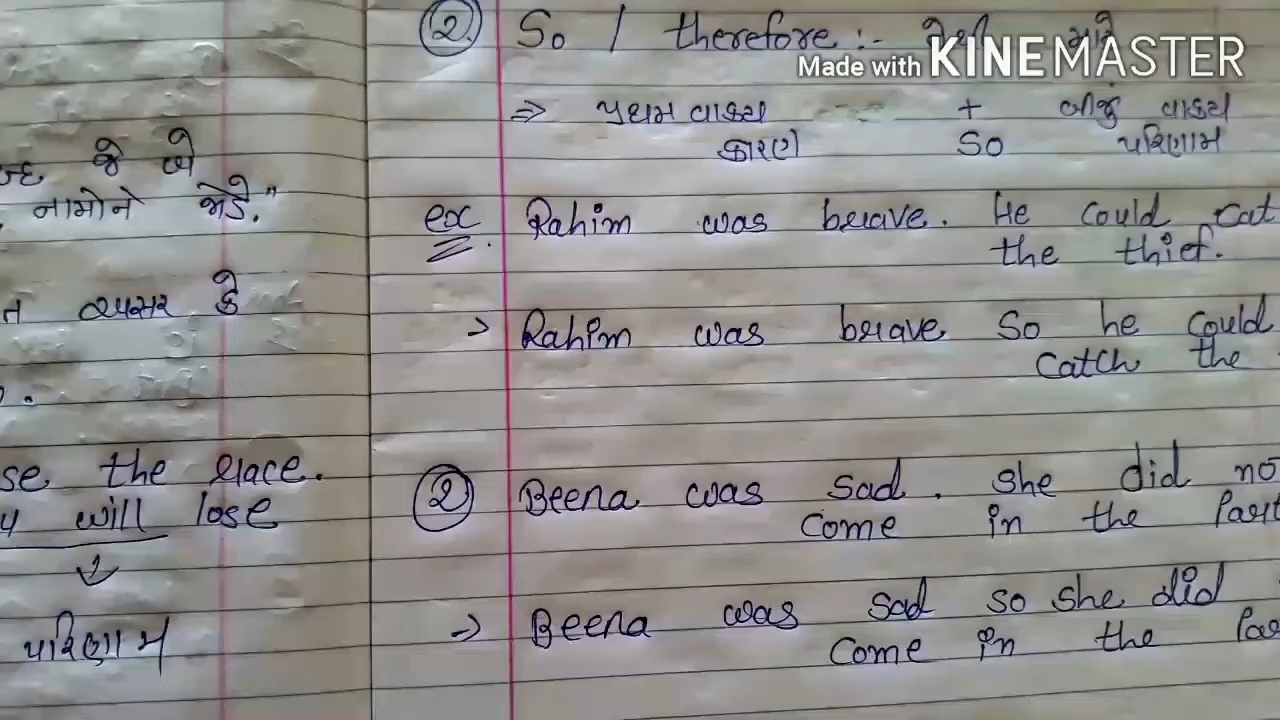 ② So / therefore :-
Made with KINEMASTER
⇒ પ્રથમ વાક્ય + બીજું વાક્ય
કારણ So પરિણામ
ex. Rahim was brave. He could cat
the thief.
> Rahim was brave So he could
Catch the
② Beena was sad. She did no
Come in the Part
-> Beena was sad so she did
Come in the Par
જે બે
નામોને જોડે."
se the race.
y will lose
પરિણામ